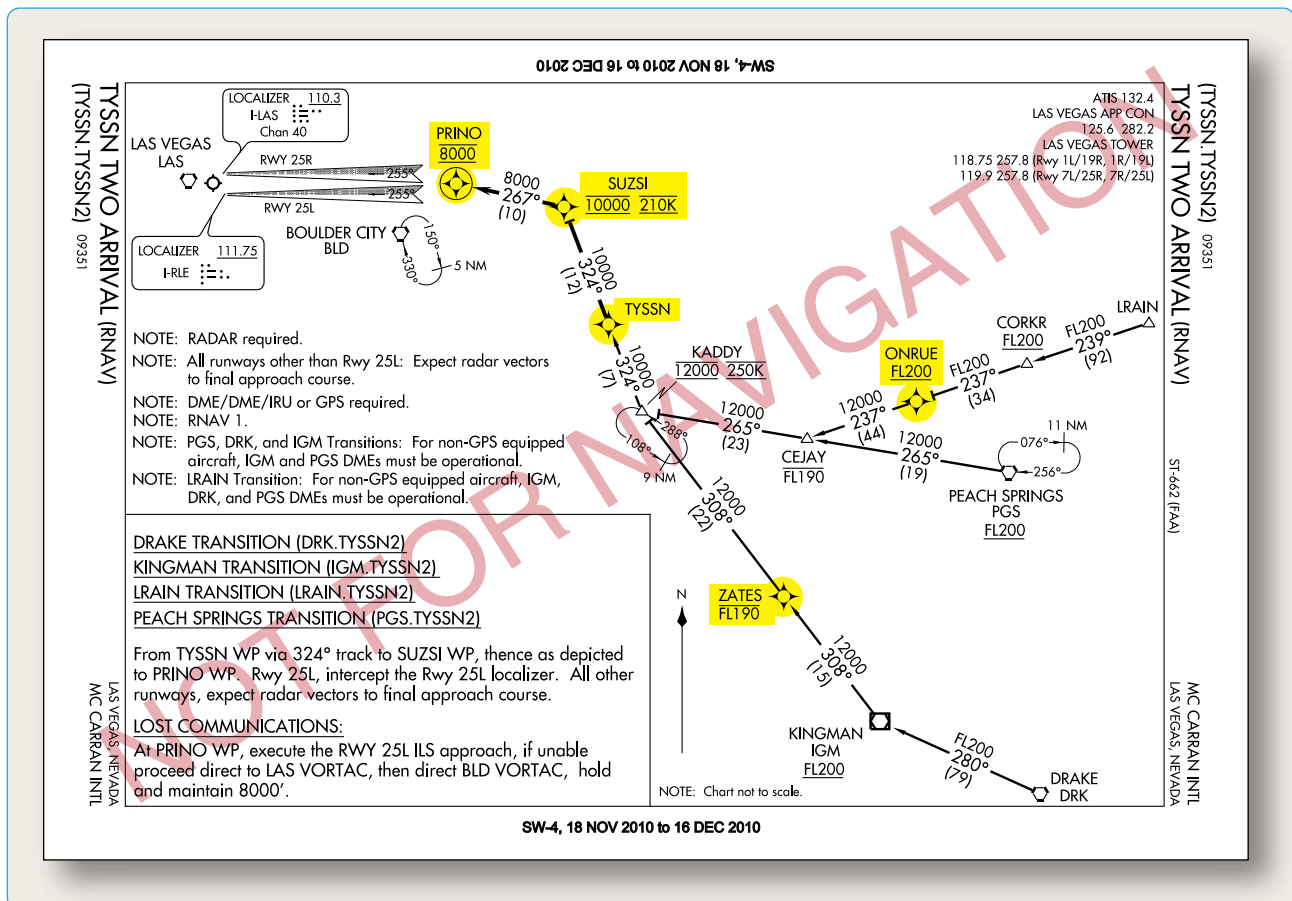 SW-4, 18 NOV 2010 to 16 DEC 2010
(TYSSN.TYSSN2) 09351
TYSSN TWO ARRIVAL (RNAV)
TYSSN TWO ARRIVAL (RNAV)
(TYSSN.TYSSN2) 09351
ATIS 132.4
LAS VEGAS APP CON
125.6 282.2
LAS VEGAS TOWER
118.75 257.8 (Rwy 1L/19R, 1R/19L)
119.9 257.8 (Rwy 7L/25R, 7R/25L)
LOCALIZER 110.3
I-LAS
Chan 40
LAS VEGAS
LAS
RWY 25R
255°
255°
RWY 25L
LOCALIZER 111.75
I-RLE
PRINO
8000
8000
267°
(10)
SUZSI
10000 210K
BOULDER CITY
BLD
150°
330°
5 NM
10000
324°
(12)
TYSSN
10000
324°
(7)
KADDY
12000 250K
288°
108°
9 NM
12000
265°
(23)
CEJAY
FL190
12000
237°
(44)
ONRUE
FL200
FL200
237°
(34)
CORKR
FL200
FL200
239°
(92)
LRAIN
12000
265°
(19)
076°
11 NM
256°
PEACH SPRINGS
PGS
FL200
12000
308°
(22)
ZATES
FL190
12000
308°
(15)
KINGMAN
IGM
FL200
FL200
280°
(79)
DRAKE
DRK
N
NOTE: RADAR required.
NOTE: All runways other than Rwy 25L: Expect radar vectors
to final approach course.
NOTE: DME/DME/IRU or GPS required.
NOTE: RNAV 1.
NOTE: PGS, DRK, and IGM Transitions: For non-GPS equipped
aircraft, IGM and PGS DMEs must be operational.
NOTE: LRAIN Transition: For non-GPS equipped aircraft, IGM,
DRK, and PGS DMEs must be operational.
DRAKE TRANSITION (DRK.TYSSN2)
KINGMAN TRANSITION (IGM.TYSSN2)
LRAIN TRANSITION (LRAIN.TYSSN2)
PEACH SPRINGS TRANSITION (PGS.TYSSN2)
From TYSSN WP via 324° track to SUZSI WP, thence as depicted
to PRINO WP. Rwy 25L, intercept the Rwy 25L localizer. All other
runways, expect radar vectors to final approach course.
LOST COMMUNICATIONS:
At PRINO WP, execute the RWY 25L ILS approach, if unable
proceed direct to LAS VORTAC, then direct BLD VORTAC, hold
and maintain 8000'.
NOTE: Chart not to scale.
ST-662 (FAA)
MC CARRAN INTL
LAS VEGAS, NEVADA
LAS VEGAS, NEVADA
MC CARRAN INTL
SW-4, 18 NOV 2010 to 16 DEC 2010
NOT FOR NAVIGATION